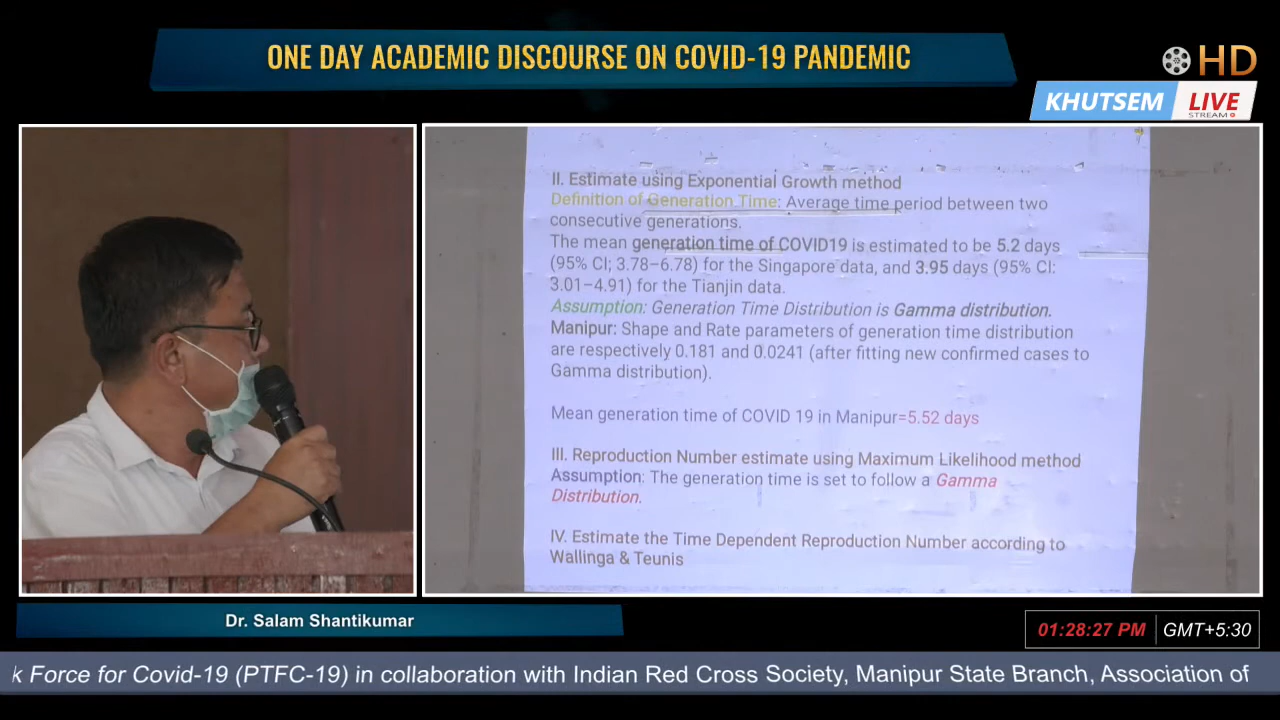 ONE DAY ACADEMIC DISCOURSE ON COVID-19 PANDEMIC
HD
KHUTSEM LIVE
STREAM
II. Estimate using Exponential Growth method
Definition of Generation Time: Average time period between two
consecutive generations.
The mean generation time of COVID19 is estimated to be 5.2 days
(95% CI; 3.78–6.78) for the Singapore data, and 3.95 days (95% CI:
3.01–4.91) for the Tianjin data.
Assumption: Generation Time Distribution is Gamma distribution.
Manipur: Shape and Rate parameters of generation time distribution
are respectively 0.181 and 0.0241 (after fitting new confirmed cases to
Gamma distribution).
Mean generation time of COVID 19 in Manipur=5.52 days
III. Reproduction Number estimate using Maximum Likelihood method
Assumption: The generation time is set to follow a Gamma
Distribution.
IV. Estimate the Time Dependent Reproduction Number according to
Wallinga & Teunis
Dr. Salam Shantikumar
01:28:27 PM GMT+5:30
k Force for Covid-19 (PTFC-19) in collaboration with Indian Red Cross Society, Manipur State Branch, Association of